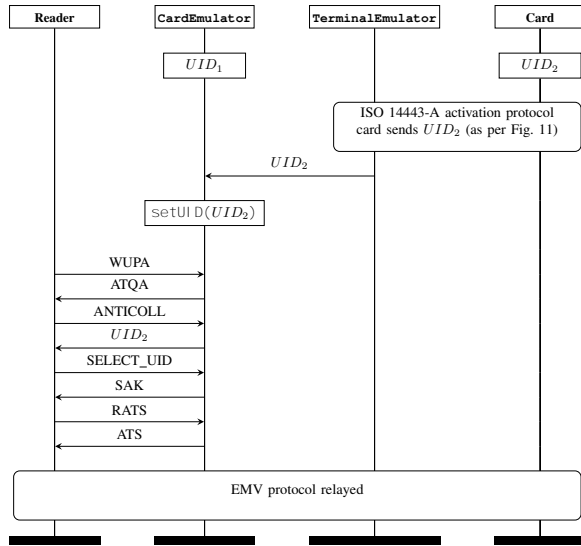 Reader CardEmulator TerminalEmulator Card
UID₁ UID₂
ISO 14443-A activation protocol
card sends UID₂ (as per Fig. 11)
UID₂
setUID(UID₂)
WUPA
ATQA
ANTICOLL
UID₂
SELECT_UID
SAK
RATS
ATS
EMV protocol relayed